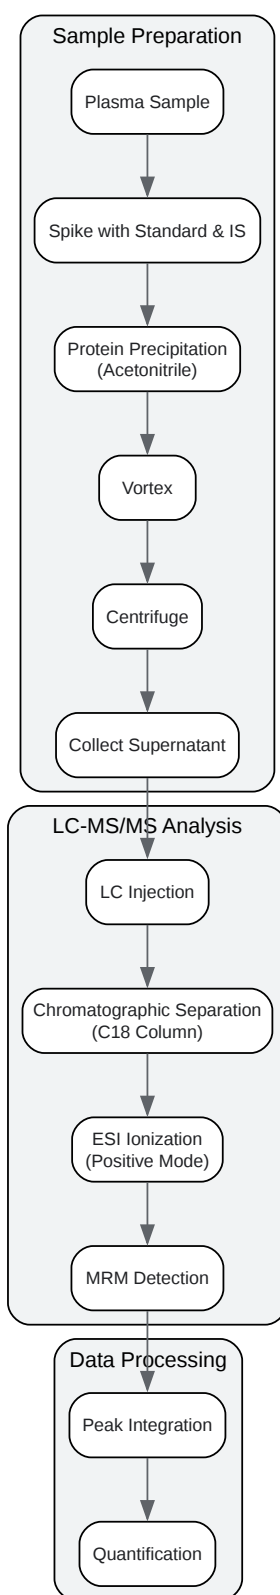 Sample Preparation
Plasma Sample
Spike with Standard & IS
Protein Precipitation
(Acetonitrile)
Vortex
Centrifuge
Collect Supernatant
LC-MS/MS Analysis
LC Injection
Chromatographic Separation
(C18 Column)
ESI Ionization
(Positive Mode)
MRM Detection
Data Processing
Peak Integration
Quantification